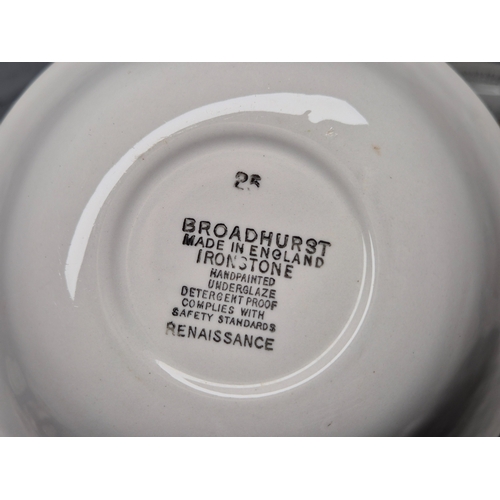 25
BROADHURST
MADE IN ENGLAND
IRONSTONE
HANDPAINTED
UNDERGLAZE
DETERGENT PROOF
COMPLIES WITH
SAFETY STANDARDS
RENAISSANCE